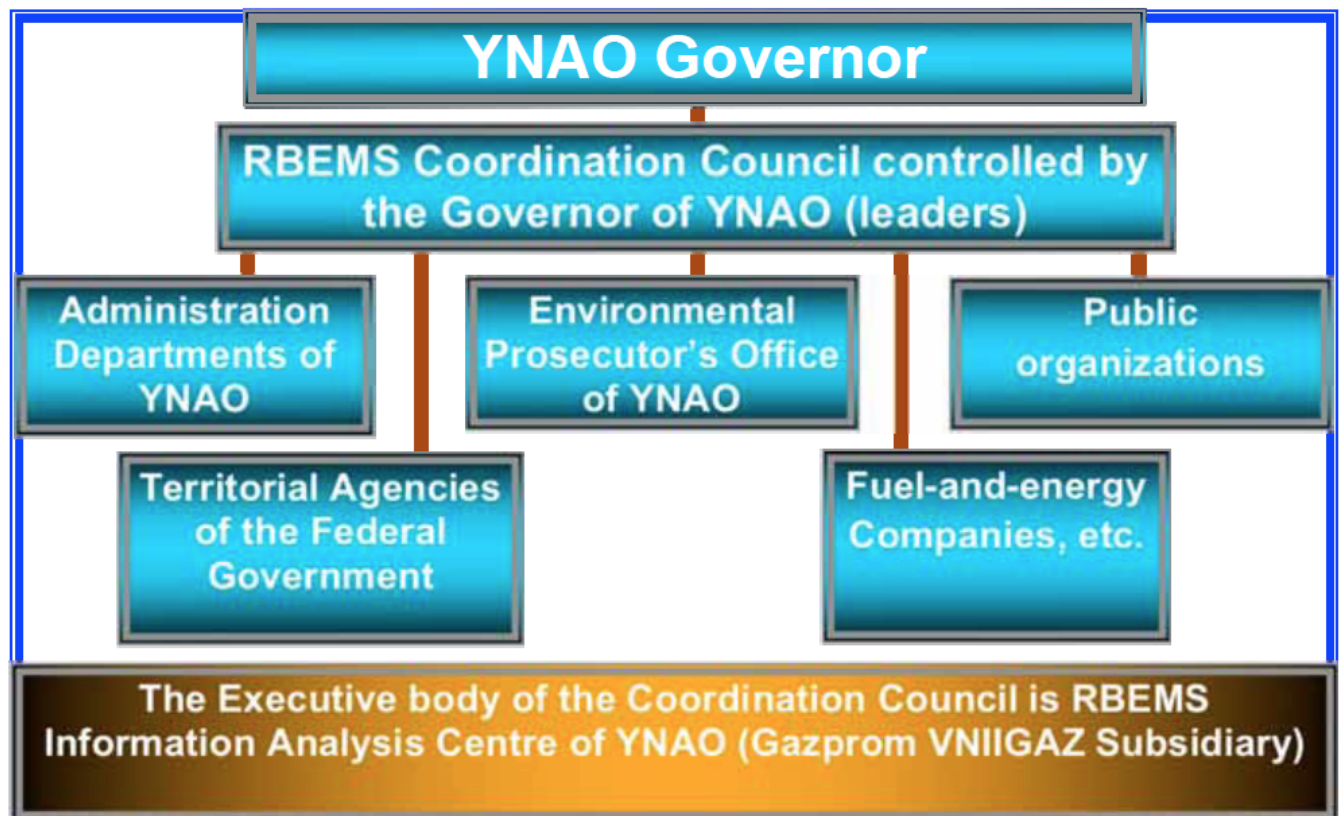 YNAO Governor
RBEMS Coordination Council controlled by
the Governor of YNAO (leaders)
Administration
Departments of
YNAO
Environmental
Prosecutor’s Office
of YNAO
Public
organizations
Territorial Agencies
of the Federal
Government
Fuel-and-energy
Companies, etc.
The Executive body of the Coordination Council is RBEMS
Information Analysis Centre of YNAO (Gazprom VNIIGAZ Subsidiary)